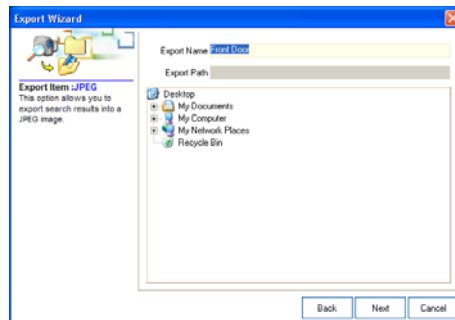 Export Wizard
Export Name Front Door
Export Path
Export Item :JPEG
This option allows you to
export search results into a
JPEG image.
Desktop
My Documents
My Computer
My Network Places
Recycle Bin
Back Next Cancel